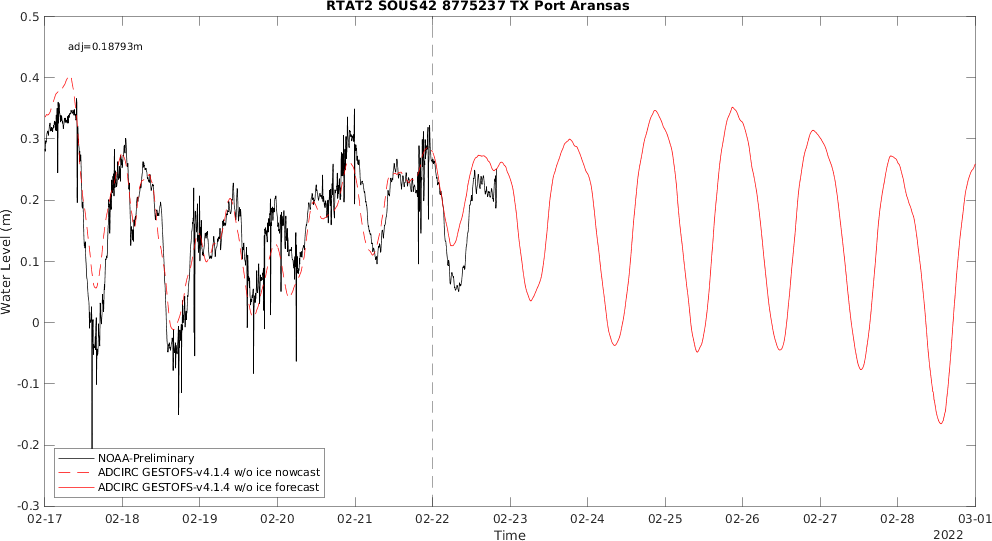 RTAT2 SOUS42 8775237 TX Port Aransas
adj=0.18793m
0.5
0.4
0.3
0.2
0.1
0
-0.1
-0.2
-0.3
Water Level (m)
NOAA-Preliminary
ADCIRC GESTOFS-v4.1.4 w/o ice nowcast
ADCIRC GESTOFS-v4.1.4 w/o ice forecast
02-17 02-18 02-19 02-20 02-21 02-22 02-23 02-24 02-25 02-26 02-27 02-28 03-01
Time
2022